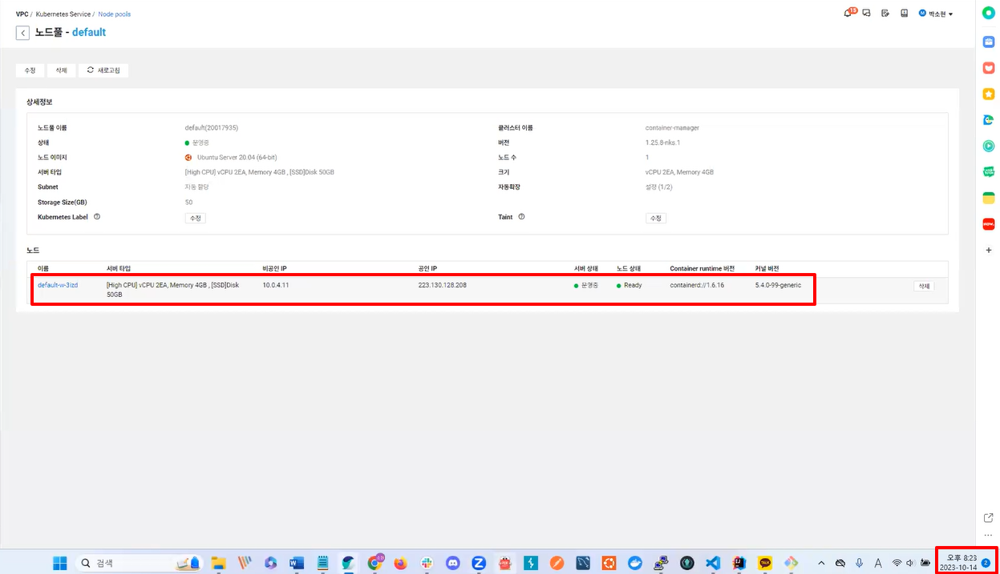 VPC / Kubernetes Service / Node pools
15
M 박소현
노드풀 - default
수정 삭제 새로고침
상세정보
노드풀 이름 default(20017935) 클러스터 이름 container-manager
상태 운영중 버전 1.25.8-nks.1
노드 이미지 Ubuntu Server 20.04 (64-bit) 노드 수 1
서버 타입 [High CPU] vCPU 2EA, Memory 4GB , [SSD]Disk 50GB 크기 vCPU 2EA, Memory 4GB
Subnet 자동 할당 자동확장 설정 (1/2)
Storage Size(GB) 50
Kubernetes Label ? 수정 Taint ? 수정
노드
이름 서버 타입 비공인 IP 공인 IP 서버 상태 노드 상태 Container runtime 버전 커널 버전
default-w-3izd [High CPU] vCPU 2EA, Memory 4GB , [SSD]Disk 10.0.4.11 223.130.128.208 운영중 Ready containerd://1.6.16 5.4.0-99-generic 삭제
50GB
검색
A
오후 8:23
2023-10-14 2